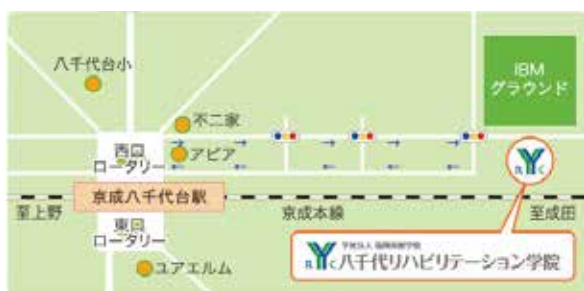 八千代台小
IBM
グラウンド
不二家
アピア
西口
ロータリー
京成八千代台駅
至上野
京成本線
至成田
東口
ロータリー
ユアエルム
八千代リハビリテーション学院